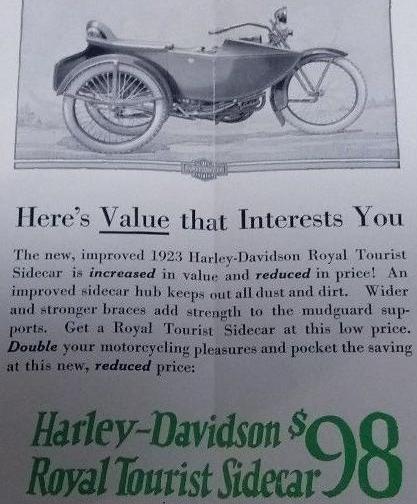 Here's Value that Interests You
The new, improved 1923 Harley-Davidson Royal Tourist
Sidecar is increased in value and reduced in price! An
improved sidecar hub keeps out all dust and dirt. Wider
and stronger braces add strength to the mudguard sup-
ports. Get a Royal Tourist Sidecar at this low price.
Double your motorcycling pleasures and pocket the saving
at this new, reduced price:
Harley-Davidson $98
Royal Tourist Sidecar